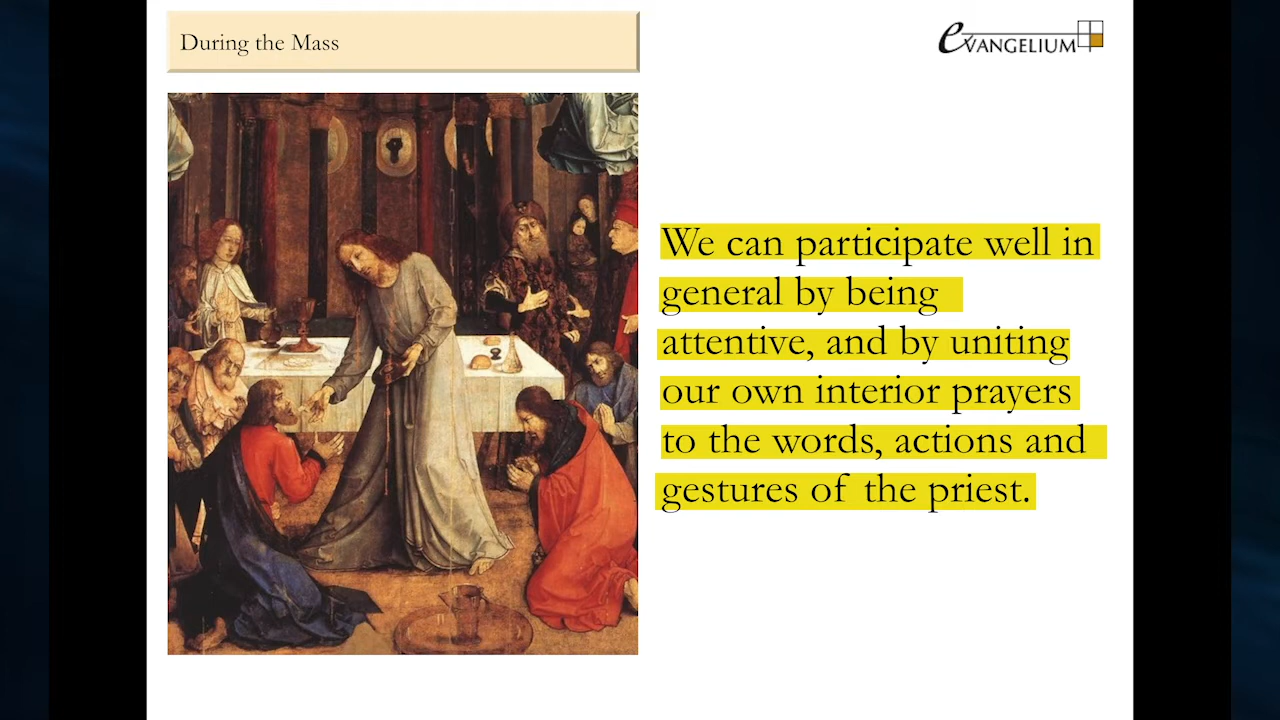 During the Mass
eVANGELIUM
We can participate well in
general by being
attentive, and by uniting
our own interior prayers
to the words, actions and
gestures of the priest.